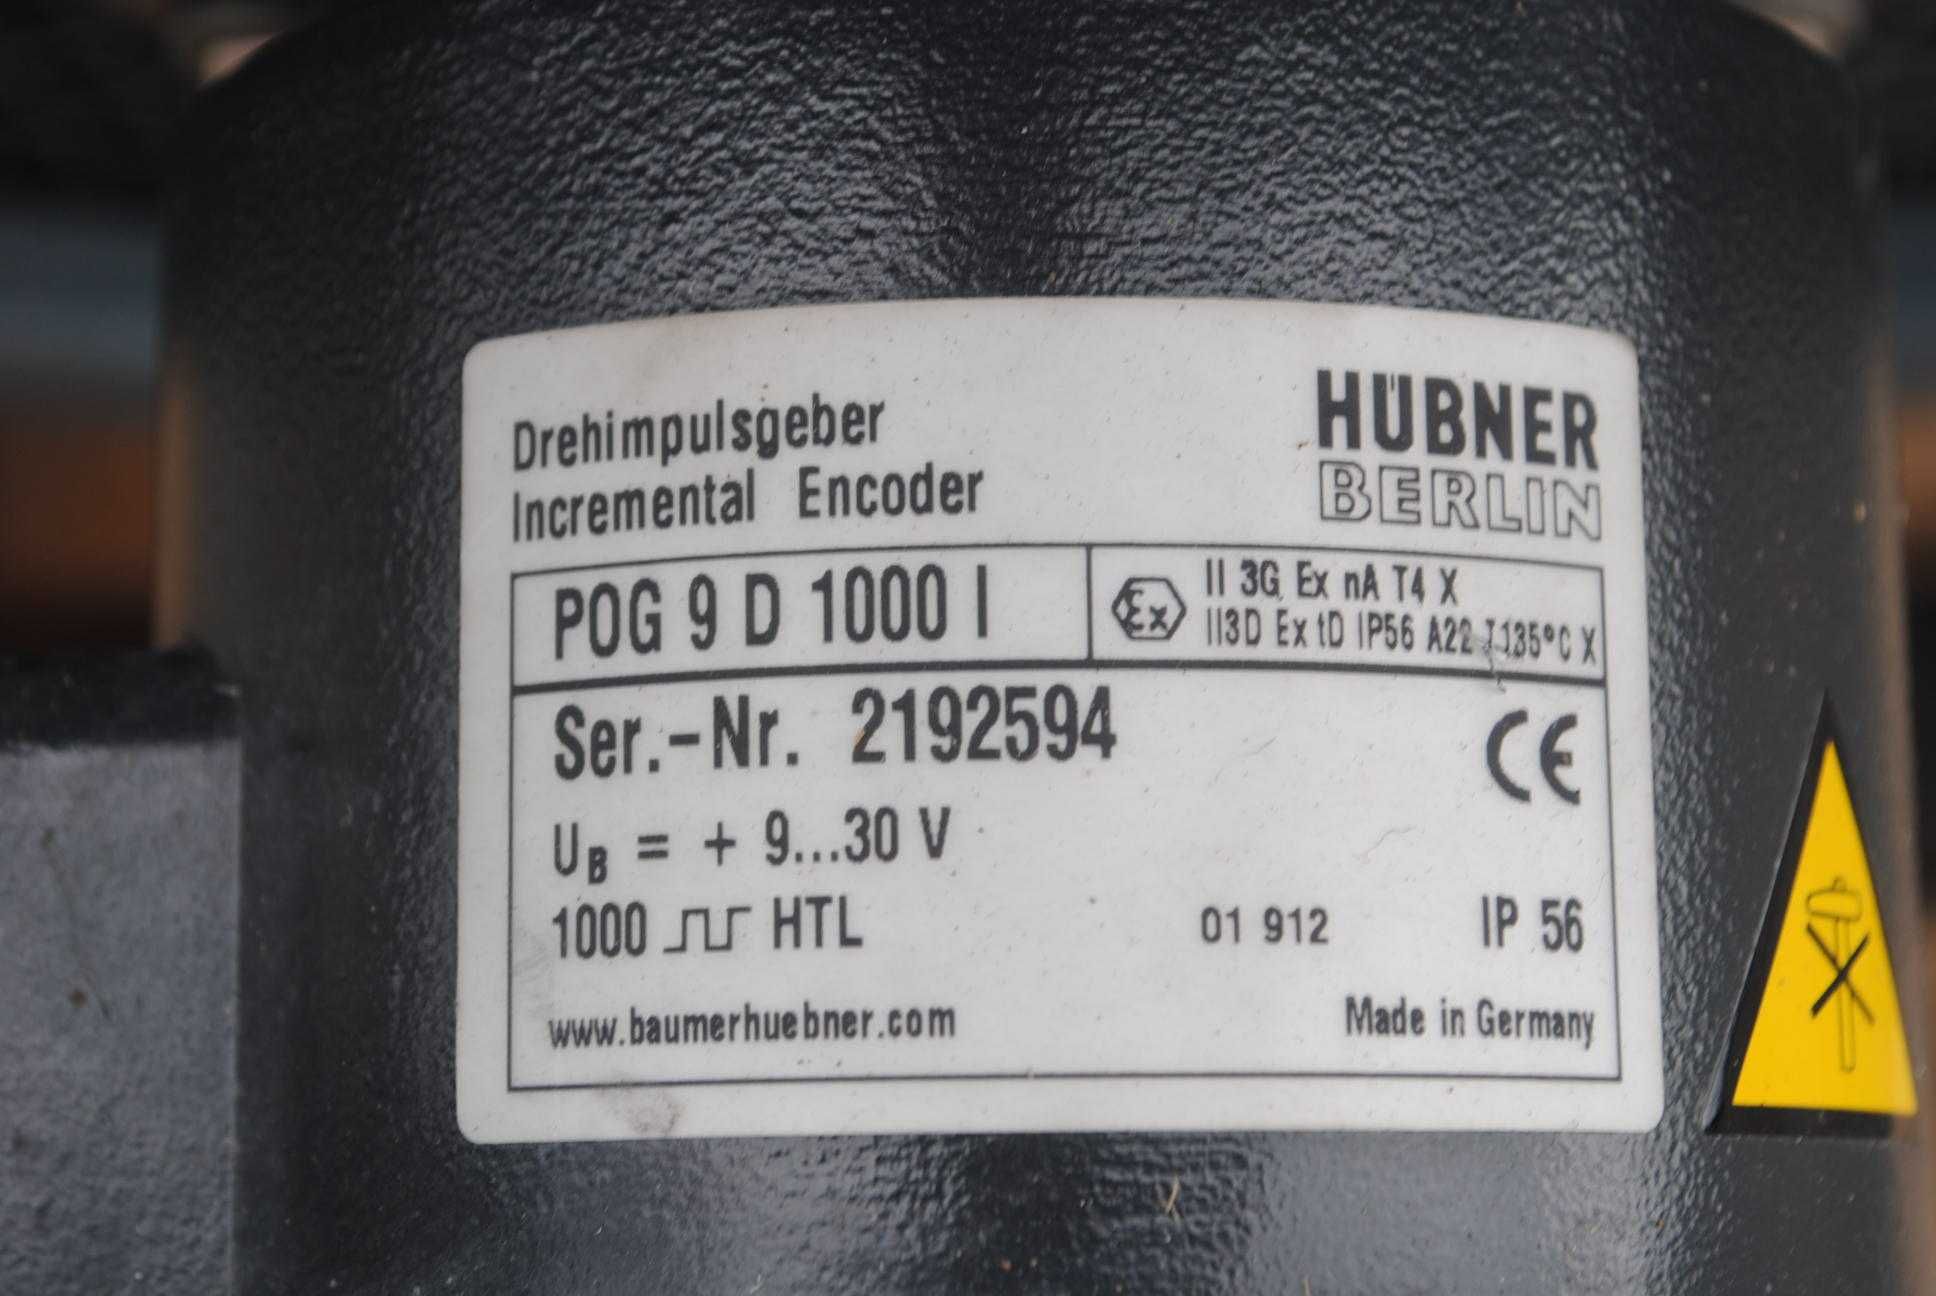 Drehimpulsgeber
Incremental Encoder
HÜBNER
BERLIN
POG 9 D 1000 I
Ex
II 3G Ex nA T4 X
II3D Ex tD IP56 A22 T135°C X
Ser.-Nr. 2192594
CE
UB = + 9...30 V
1000 HTL
01 912
IP 56
www.baumerhuebner.com
Made in Germany